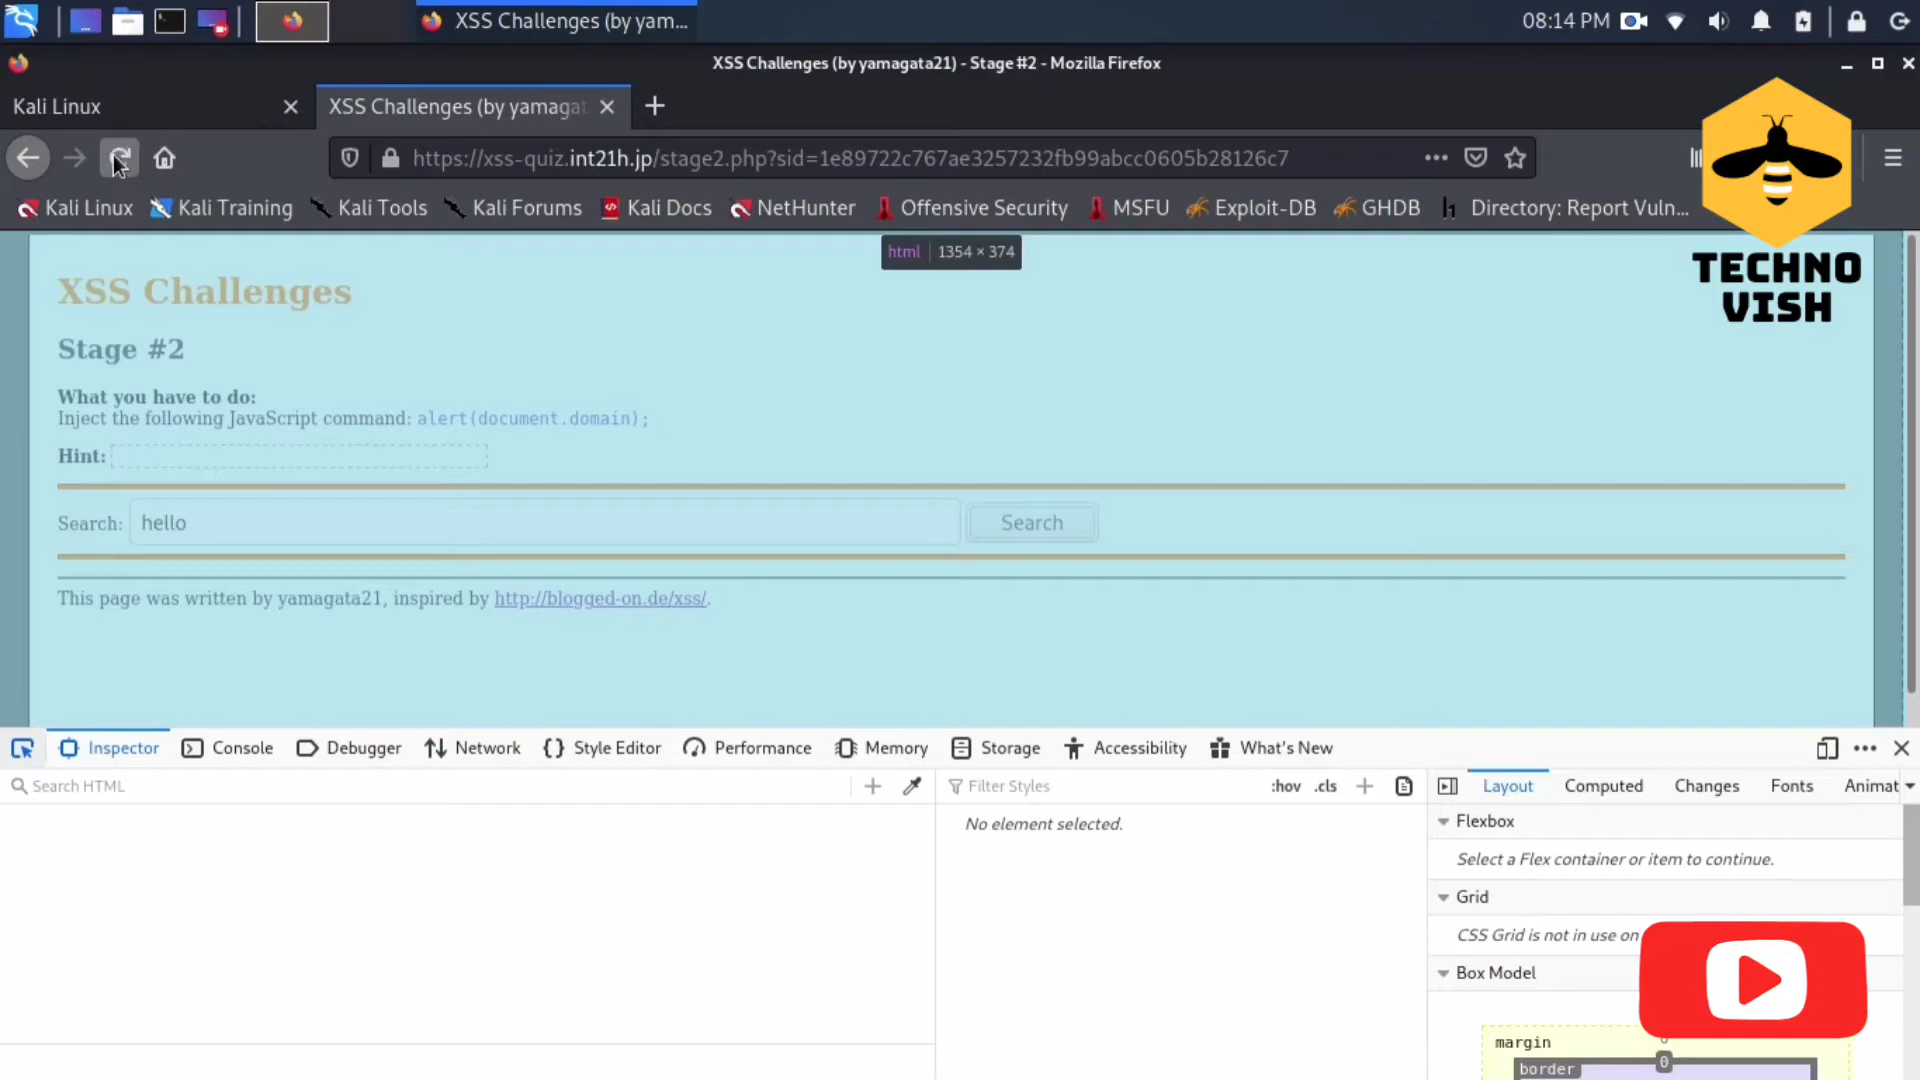 XSS Challenges (by yam...
08:14 PM
XSS Challenges (by yamagata21) - Stage #2 - Mozilla Firefox
Kali Linux
XSS Challenges (by yamagat
https://xss-quiz.int21h.jp/stage2.php?sid=1e89722c767ae3257232fb99abcc0605b28126c7
Kali Linux
Kali Training
Kali Tools
Kali Forums
Kali Docs
NetHunter
Offensive Security
MSFU
Exploit-DB
GHDB
Directory: Report Vuln...
html 1354 × 374
TECHNO
VISH
XSS Challenges
Stage #2
What you have to do:
Inject the following JavaScript command: alert(document.domain);
Hint:
Search: hello Search
This page was written by yamagata21, inspired by http://blogged-on.de/xss/.
Inspector
Console
Debugger
Network
Style Editor
Performance
Memory
Storage
Accessibility
What's New
Search HTML
Filter Styles
:hov .cls
Layout
Computed
Changes
Fonts
Animat
No element selected.
Flexbox
Select a Flex container or item to continue.
Grid
CSS Grid is not in use on
Box Model
margin
border
0